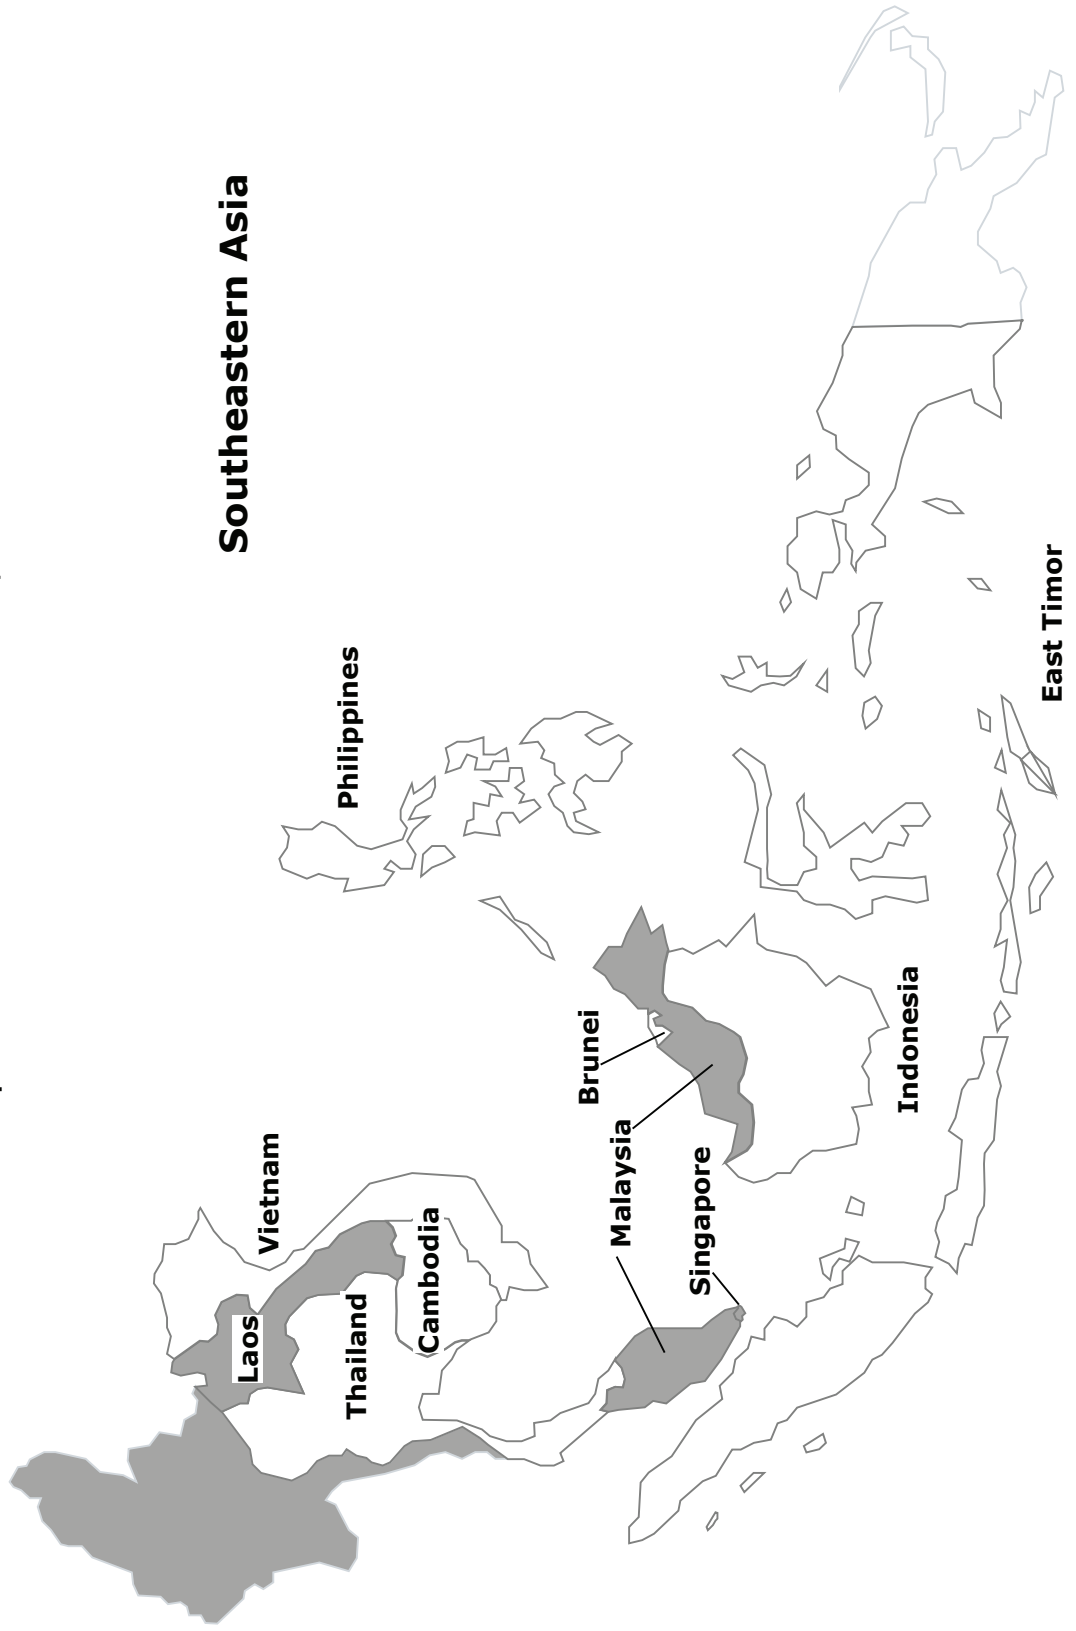 Southeastern Asia
Philippines
Vietnam
Laos
Thailand
Cambodia
Brunei
Malaysia
Singapore
Indonesia
East Timor